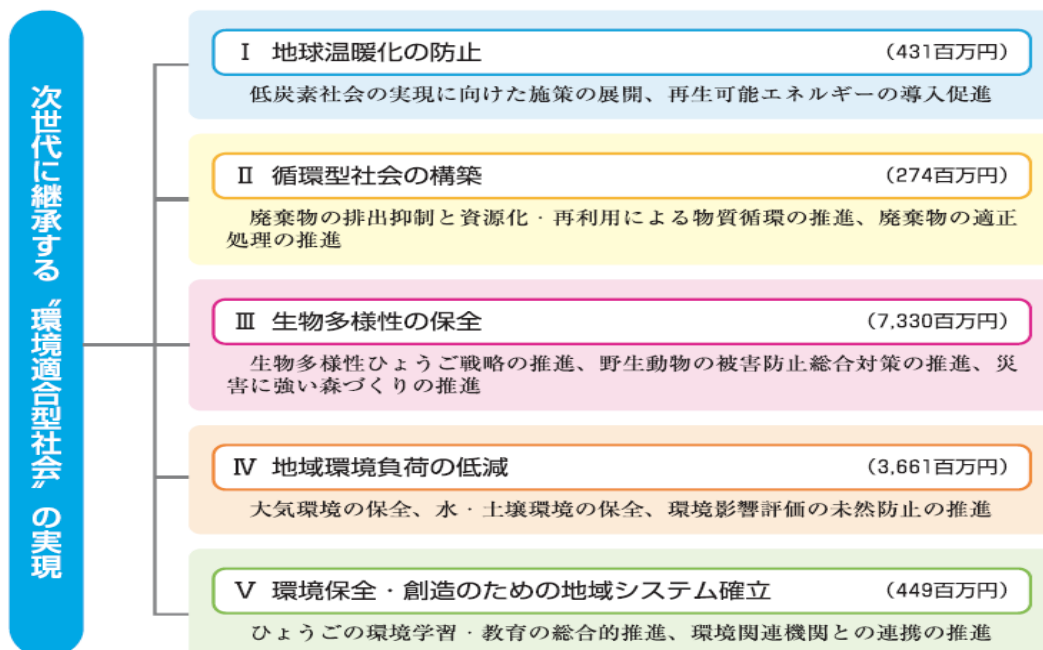 次世代に継承する〝環境適合型社会〟の実現
Ⅰ 地球温暖化の防止 (431百万円)
低炭素社会の実現に向けた施策の展開、再生可能エネルギーの導入促進
Ⅱ 循環型社会の構築 (274百万円)
廃棄物の排出抑制と資源化・再利用による物質循環の推進、廃棄物の適正
処理の推進
Ⅲ 生物多様性の保全 (7,330百万円)
生物多様性ひょうご戦略の推進、野生動物の被害防止総合対策の推進、災
害に強い森づくりの推進
Ⅳ 地域環境負荷の低減 (3,661百万円)
大気環境の保全、水・土壌環境の保全、環境影響評価の未然防止の推進
Ⅴ 環境保全・創造のための地域システム確立 (449百万円)
ひょうごの環境学習・教育の総合的推進、環境関連機関との連携の推進